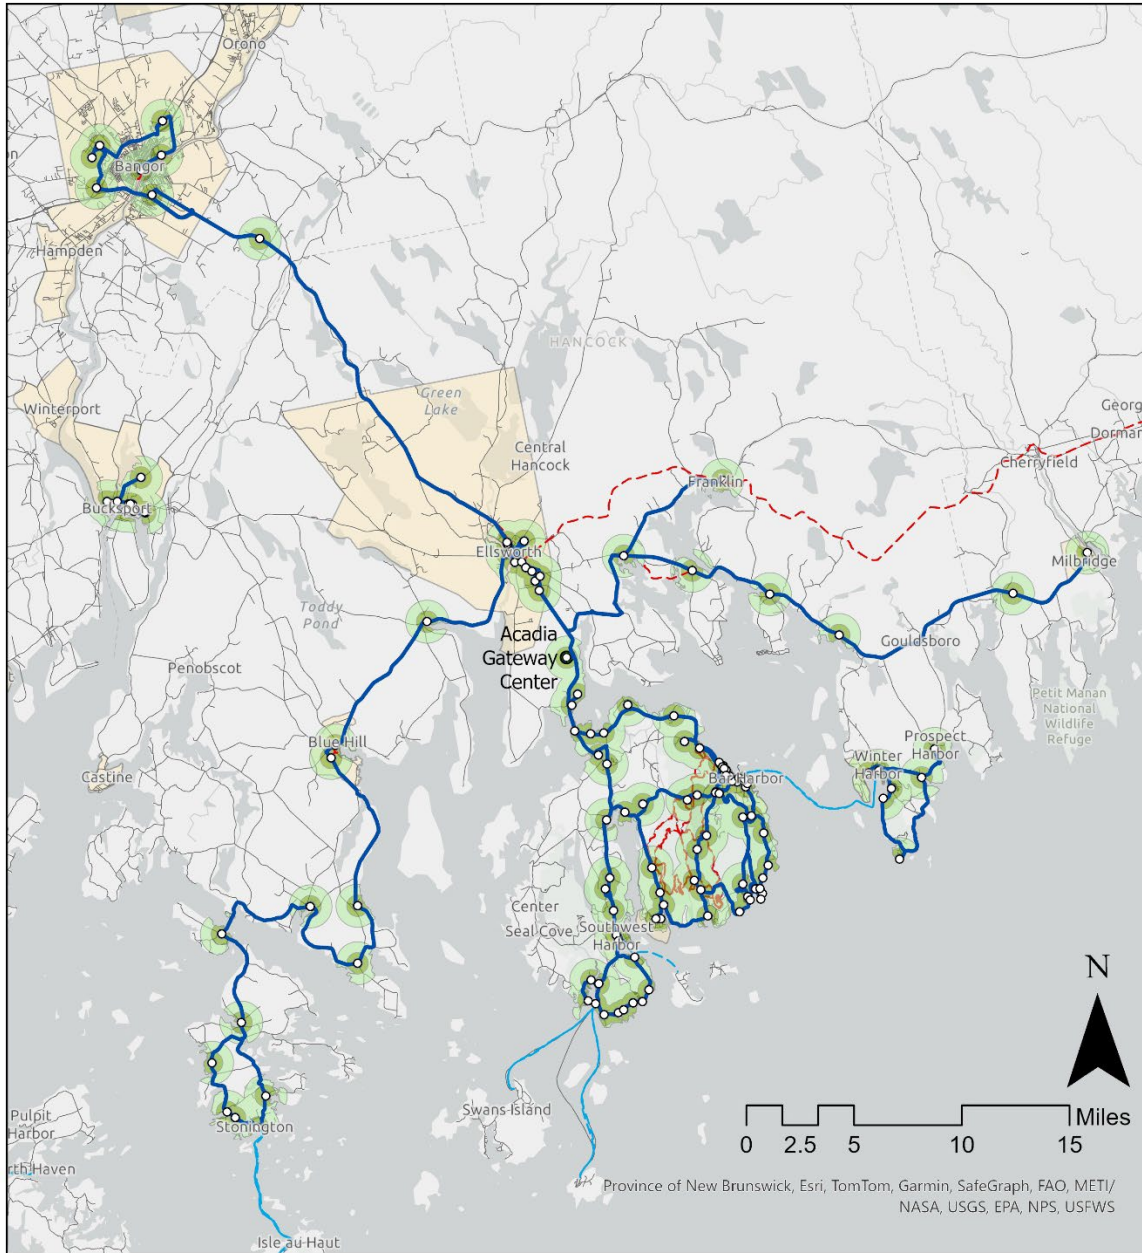 Orono
Bangor
Hampden
HANCOCK
Green
Lake
Winterport
Central
Hancock
Georg
Dorman
Cherryfield
Franklin
Bucksport
Ellsworth
Milbridge
Toddy
Pond
Acadia
Gateway
Center
Gouldsboro
Penobscot
Petit Manan
National
Wildlife
Refuge
Blue Hill
Prospect
Harbor
Winter
Harbor
Castine
Bar Harbor
Center
Seal Cove
Southwest
Harbor
N
Swans Island
Pulpit
Harbor
Stonington
0 2.5 5 10 15 Miles
rth Haven
Isle au Haut
Province of New Brunswick, Esri, TomTom, Garmin, SafeGraph, FAO, METI/
NASA, USGS, EPA, NPS, USFWS